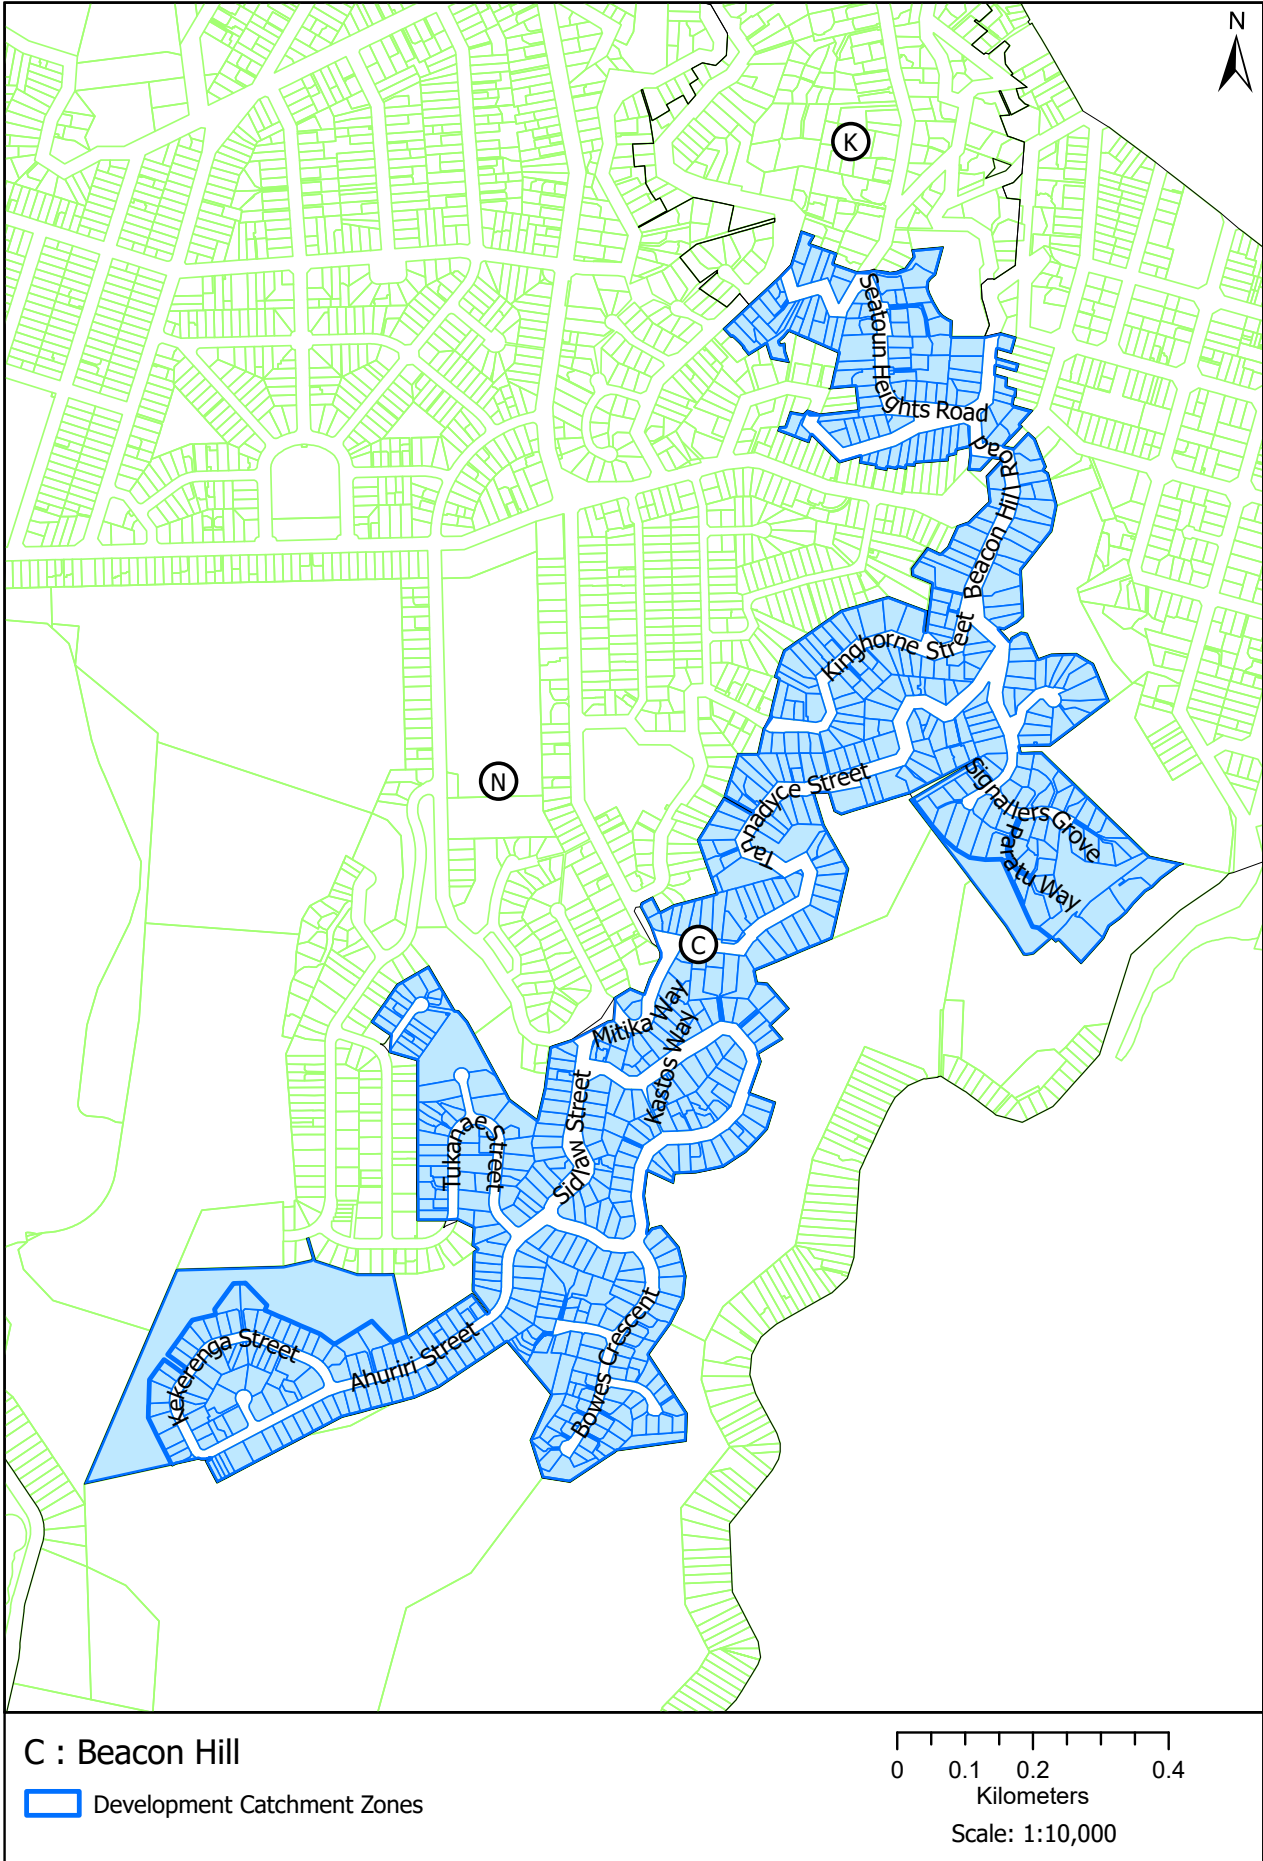 N
K
Seatoun Heights Road
Beacon Hill Road
Kinghorne Street
N
Tannadyce Street
Signallers Grove
Paratu Way
C
Mitika Way
Kastos Way
Sidlaw Street
Tukanae Street
Bowes Crescent
Kekerenga Street
Ahuriri Street
C : Beacon Hill
Development Catchment Zones
0 0.1 0.2 0.4
Kilometers
Scale: 1:10,000